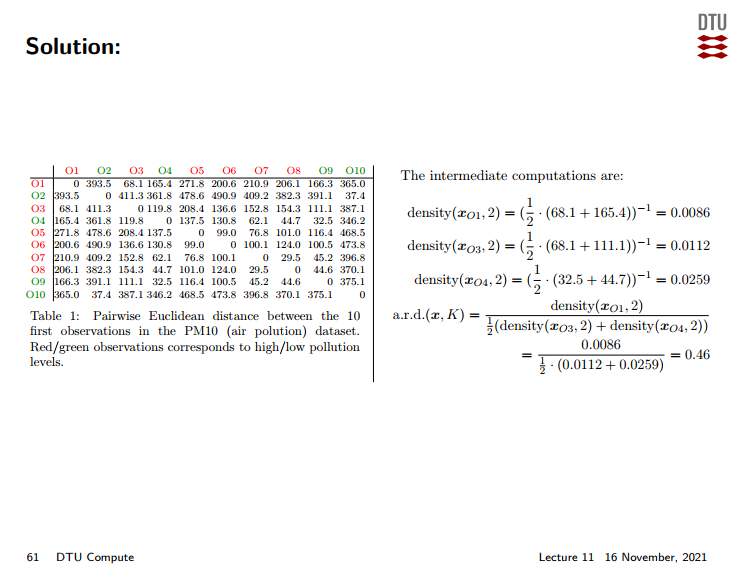 DTU
Solution:
O1 O2 O3 O4 O5 O6 O7 O8 O9 O10
O1 0 393.5 68.1 165.4 271.8 200.6 210.9 206.1 166.3 365.0
O2 393.5 0 411.3 361.8 478.6 490.9 409.2 382.3 391.1 37.4
O3 68.1 411.3 0 119.8 208.4 136.6 152.8 154.3 111.1 387.1
O4 165.4 361.8 119.8 0 137.5 130.8 62.1 44.7 32.5 346.2
O5 271.8 478.6 208.4 137.5 0 99.0 76.8 101.0 116.4 468.5
O6 200.6 490.9 136.6 130.8 99.0 0 100.1 124.0 100.5 473.8
O7 210.9 409.2 152.8 62.1 76.8 100.1 0 29.5 45.2 396.8
O8 206.1 382.3 154.3 44.7 101.0 124.0 29.5 0 44.6 370.1
O9 166.3 391.1 111.1 32.5 116.4 100.5 45.2 44.6 0 375.1
O10 365.0 37.4 387.1 346.2 468.5 473.8 396.8 370.1 375.1 0
Table 1: Pairwise Euclidean distance between the 10
first observations in the PM10 (air polution) dataset.
Red/green observations corresponds to high/low pollution
levels.
The intermediate computations are:
density(x_O1, 2) = (1/2 · (68.1 + 165.4))^−1 = 0.0086
density(x_O3, 2) = (1/2 · (68.1 + 111.1))^−1 = 0.0112
density(x_O4, 2) = (1/2 · (32.5 + 44.7))^−1 = 0.0259
a.r.d.(x, K) = density(x_O1, 2) / 1/2(density(x_O3, 2) + density(x_O4, 2))
= 0.0086 / 1/2 · (0.0112 + 0.0259) = 0.46
61 DTU Compute
Lecture 11 16 November, 2021